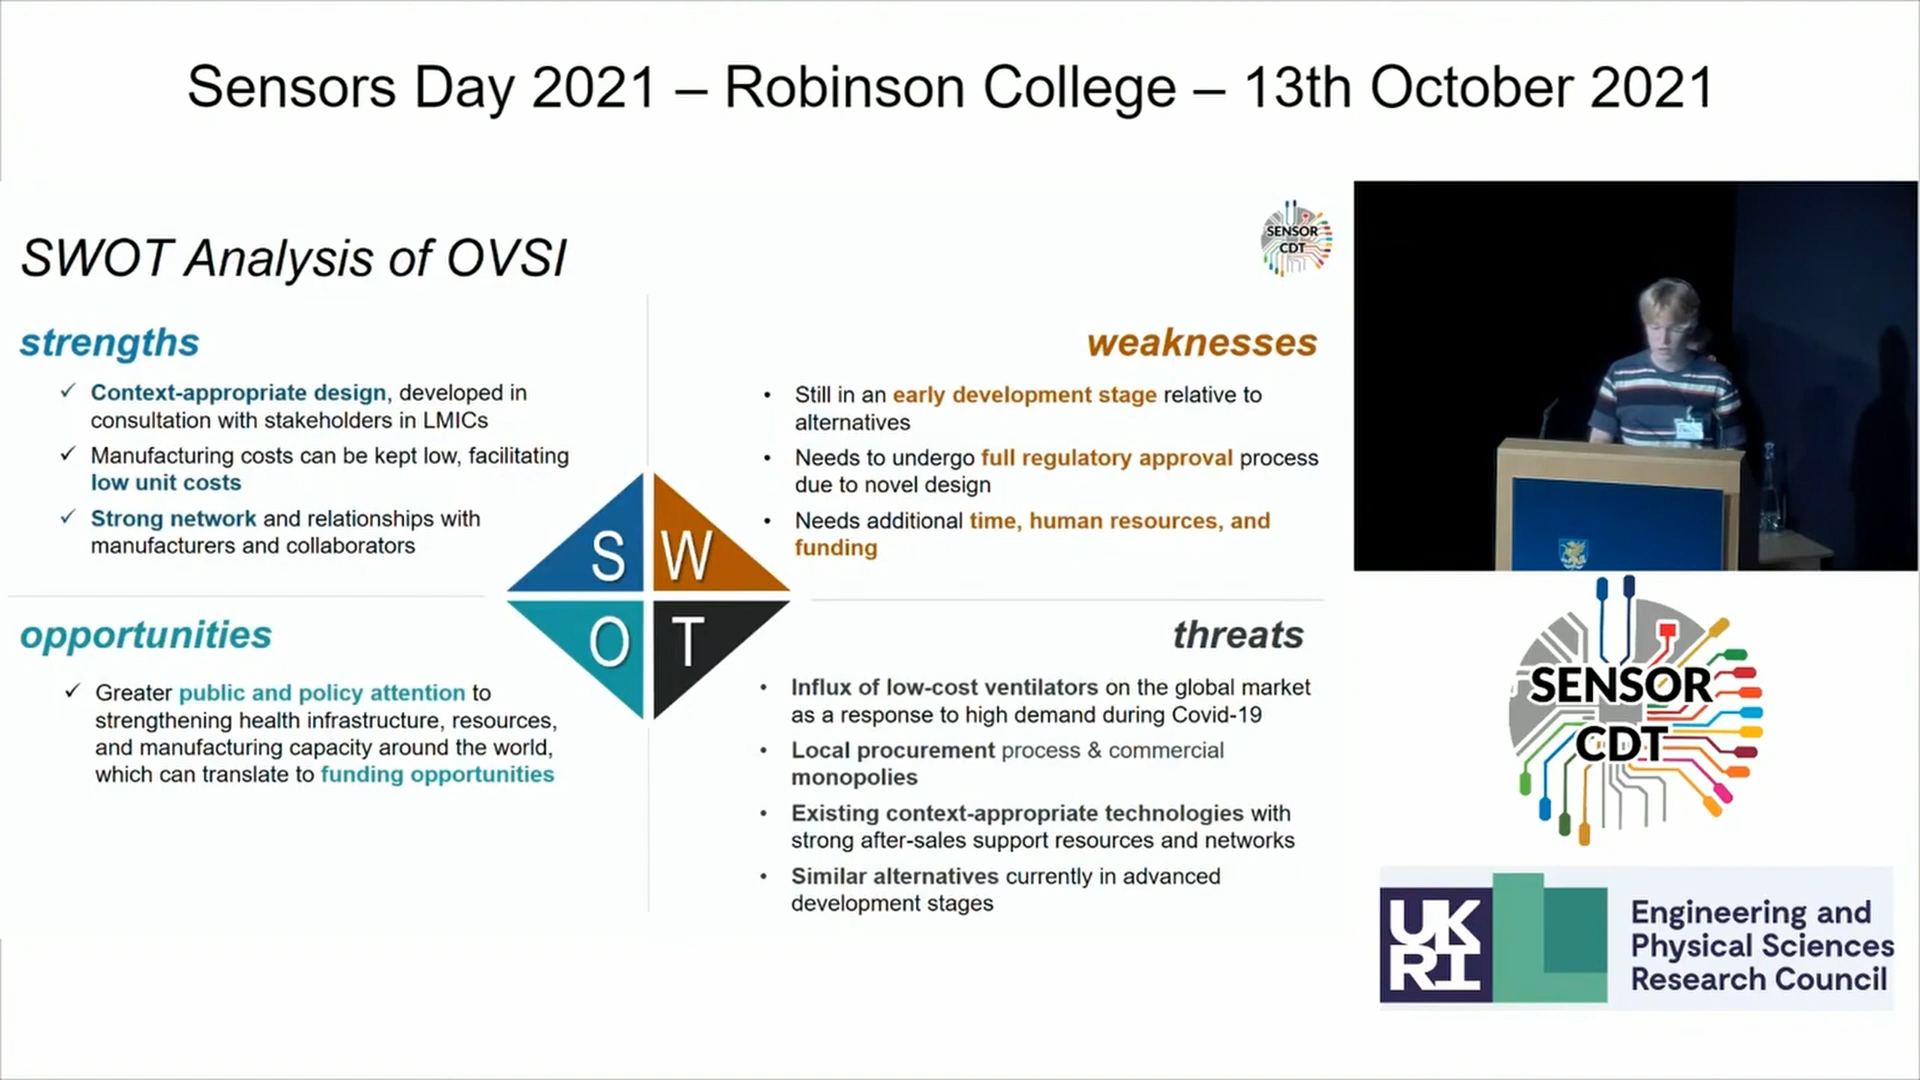 Sensors Day 2021 – Robinson College – 13th October 2021
SENSOR
CDT
SWOT Analysis of OVSI
strengths
✓ Context-appropriate design, developed in
consultation with stakeholders in LMICs
✓ Manufacturing costs can be kept low, facilitating
low unit costs
✓ Strong network and relationships with
manufacturers and collaborators
weaknesses
• Still in an early development stage relative to
alternatives
• Needs to undergo full regulatory approval process
due to novel design
• Needs additional time, human resources, and
funding
S W
O T
opportunities
✓ Greater public and policy attention to
strengthening health infrastructure, resources,
and manufacturing capacity around the world,
which can translate to funding opportunities
threats
• Influx of low-cost ventilators on the global market
as a response to high demand during Covid-19
• Local procurement process & commercial
monopolies
• Existing context-appropriate technologies with
strong after-sales support resources and networks
• Similar alternatives currently in advanced
development stages
SENSOR
CDT
UK
RI
Engineering and
Physical Sciences
Research Council